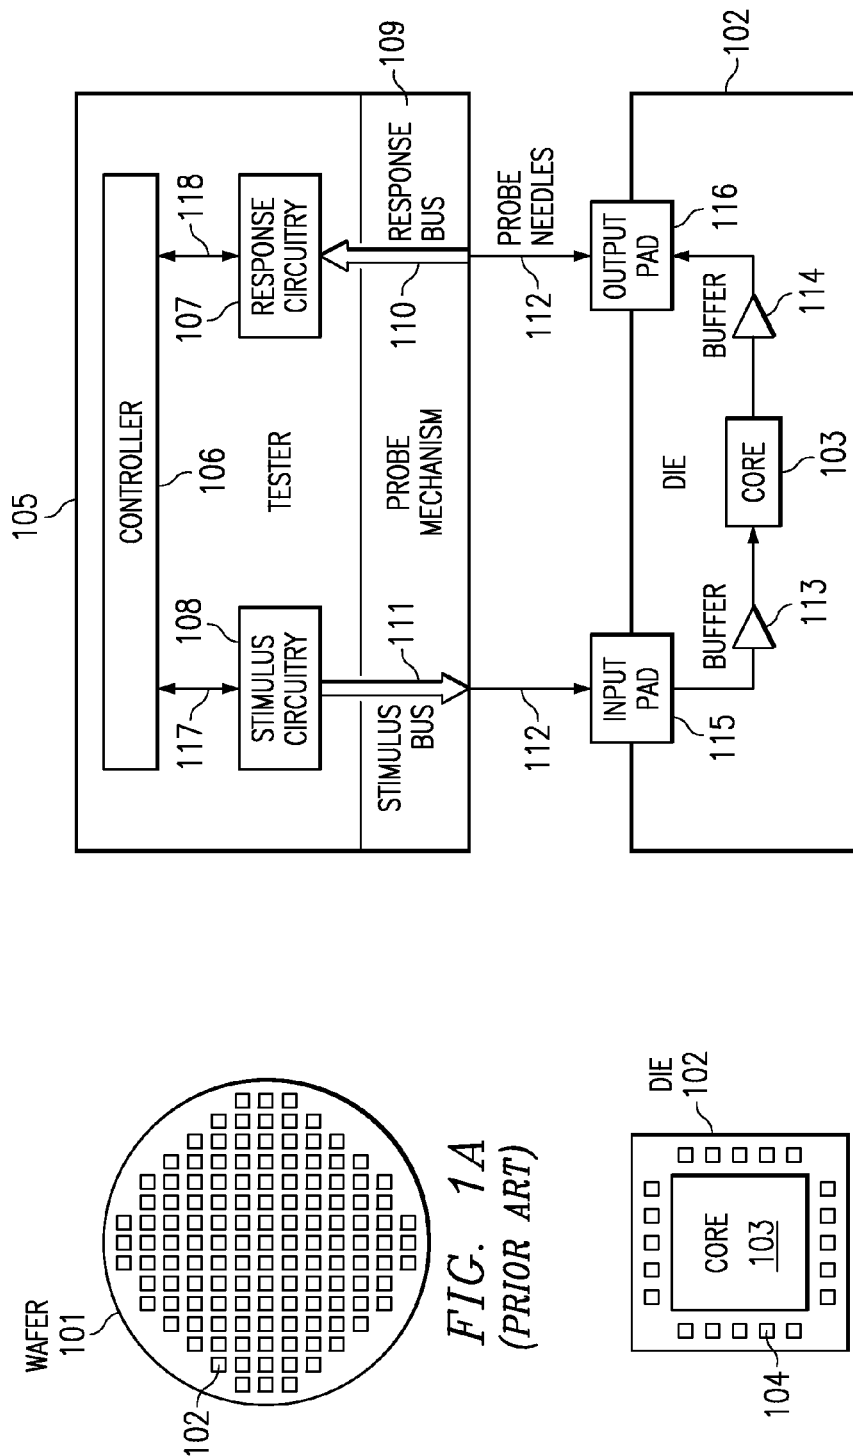 WAFER
101
102
FIG. 1A
(PRIOR ART)
DIE
102
CORE
103
104
105
CONTROLLER
106
117
118
108
STIMULUS
CIRCUITRY
TESTER
107
RESPONSE
CIRCUITRY
STIMULUS
BUS
111
PROBE
MECHANISM
110
RESPONSE
BUS
109
112
112
PROBE
NEEDLES
INPUT
PAD
115
DIE
OUTPUT
PAD
116
102
BUFFER
113
CORE
103
BUFFER
114